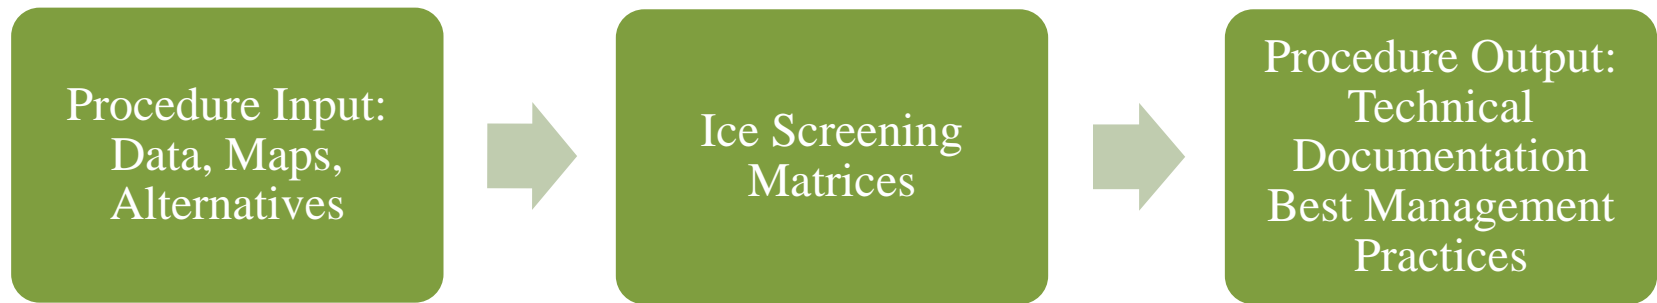 Procedure Input:
Data, Maps,
Alternatives
Ice Screening
Matrices
Procedure Output:
Technical
Documentation
Best Management
Practices